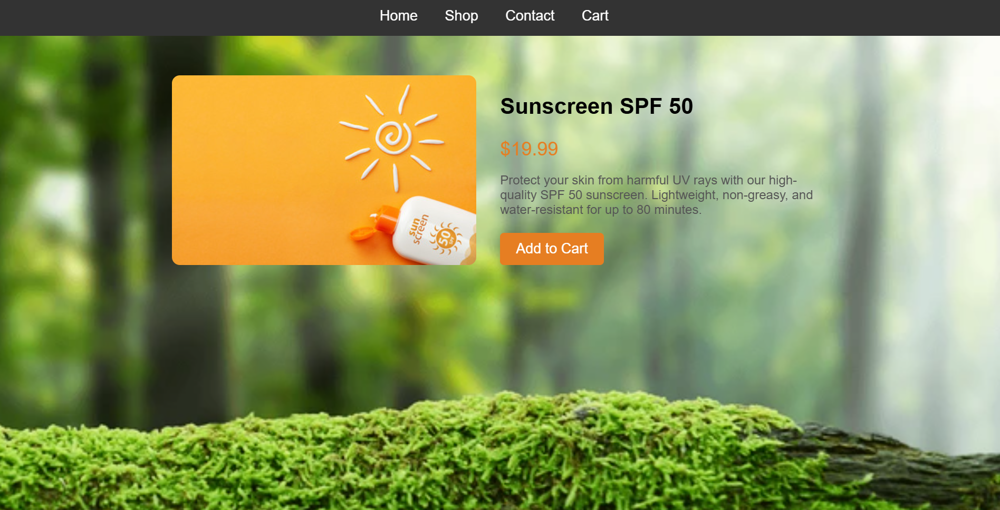 Home Shop Contact Cart
Sunscreen SPF 50
$19.99
Protect your skin from harmful UV rays with our high-
quality SPF 50 sunscreen. Lightweight, non-greasy, and
water-resistant for up to 80 minutes.
sun
screen
50
SPF
Add to Cart